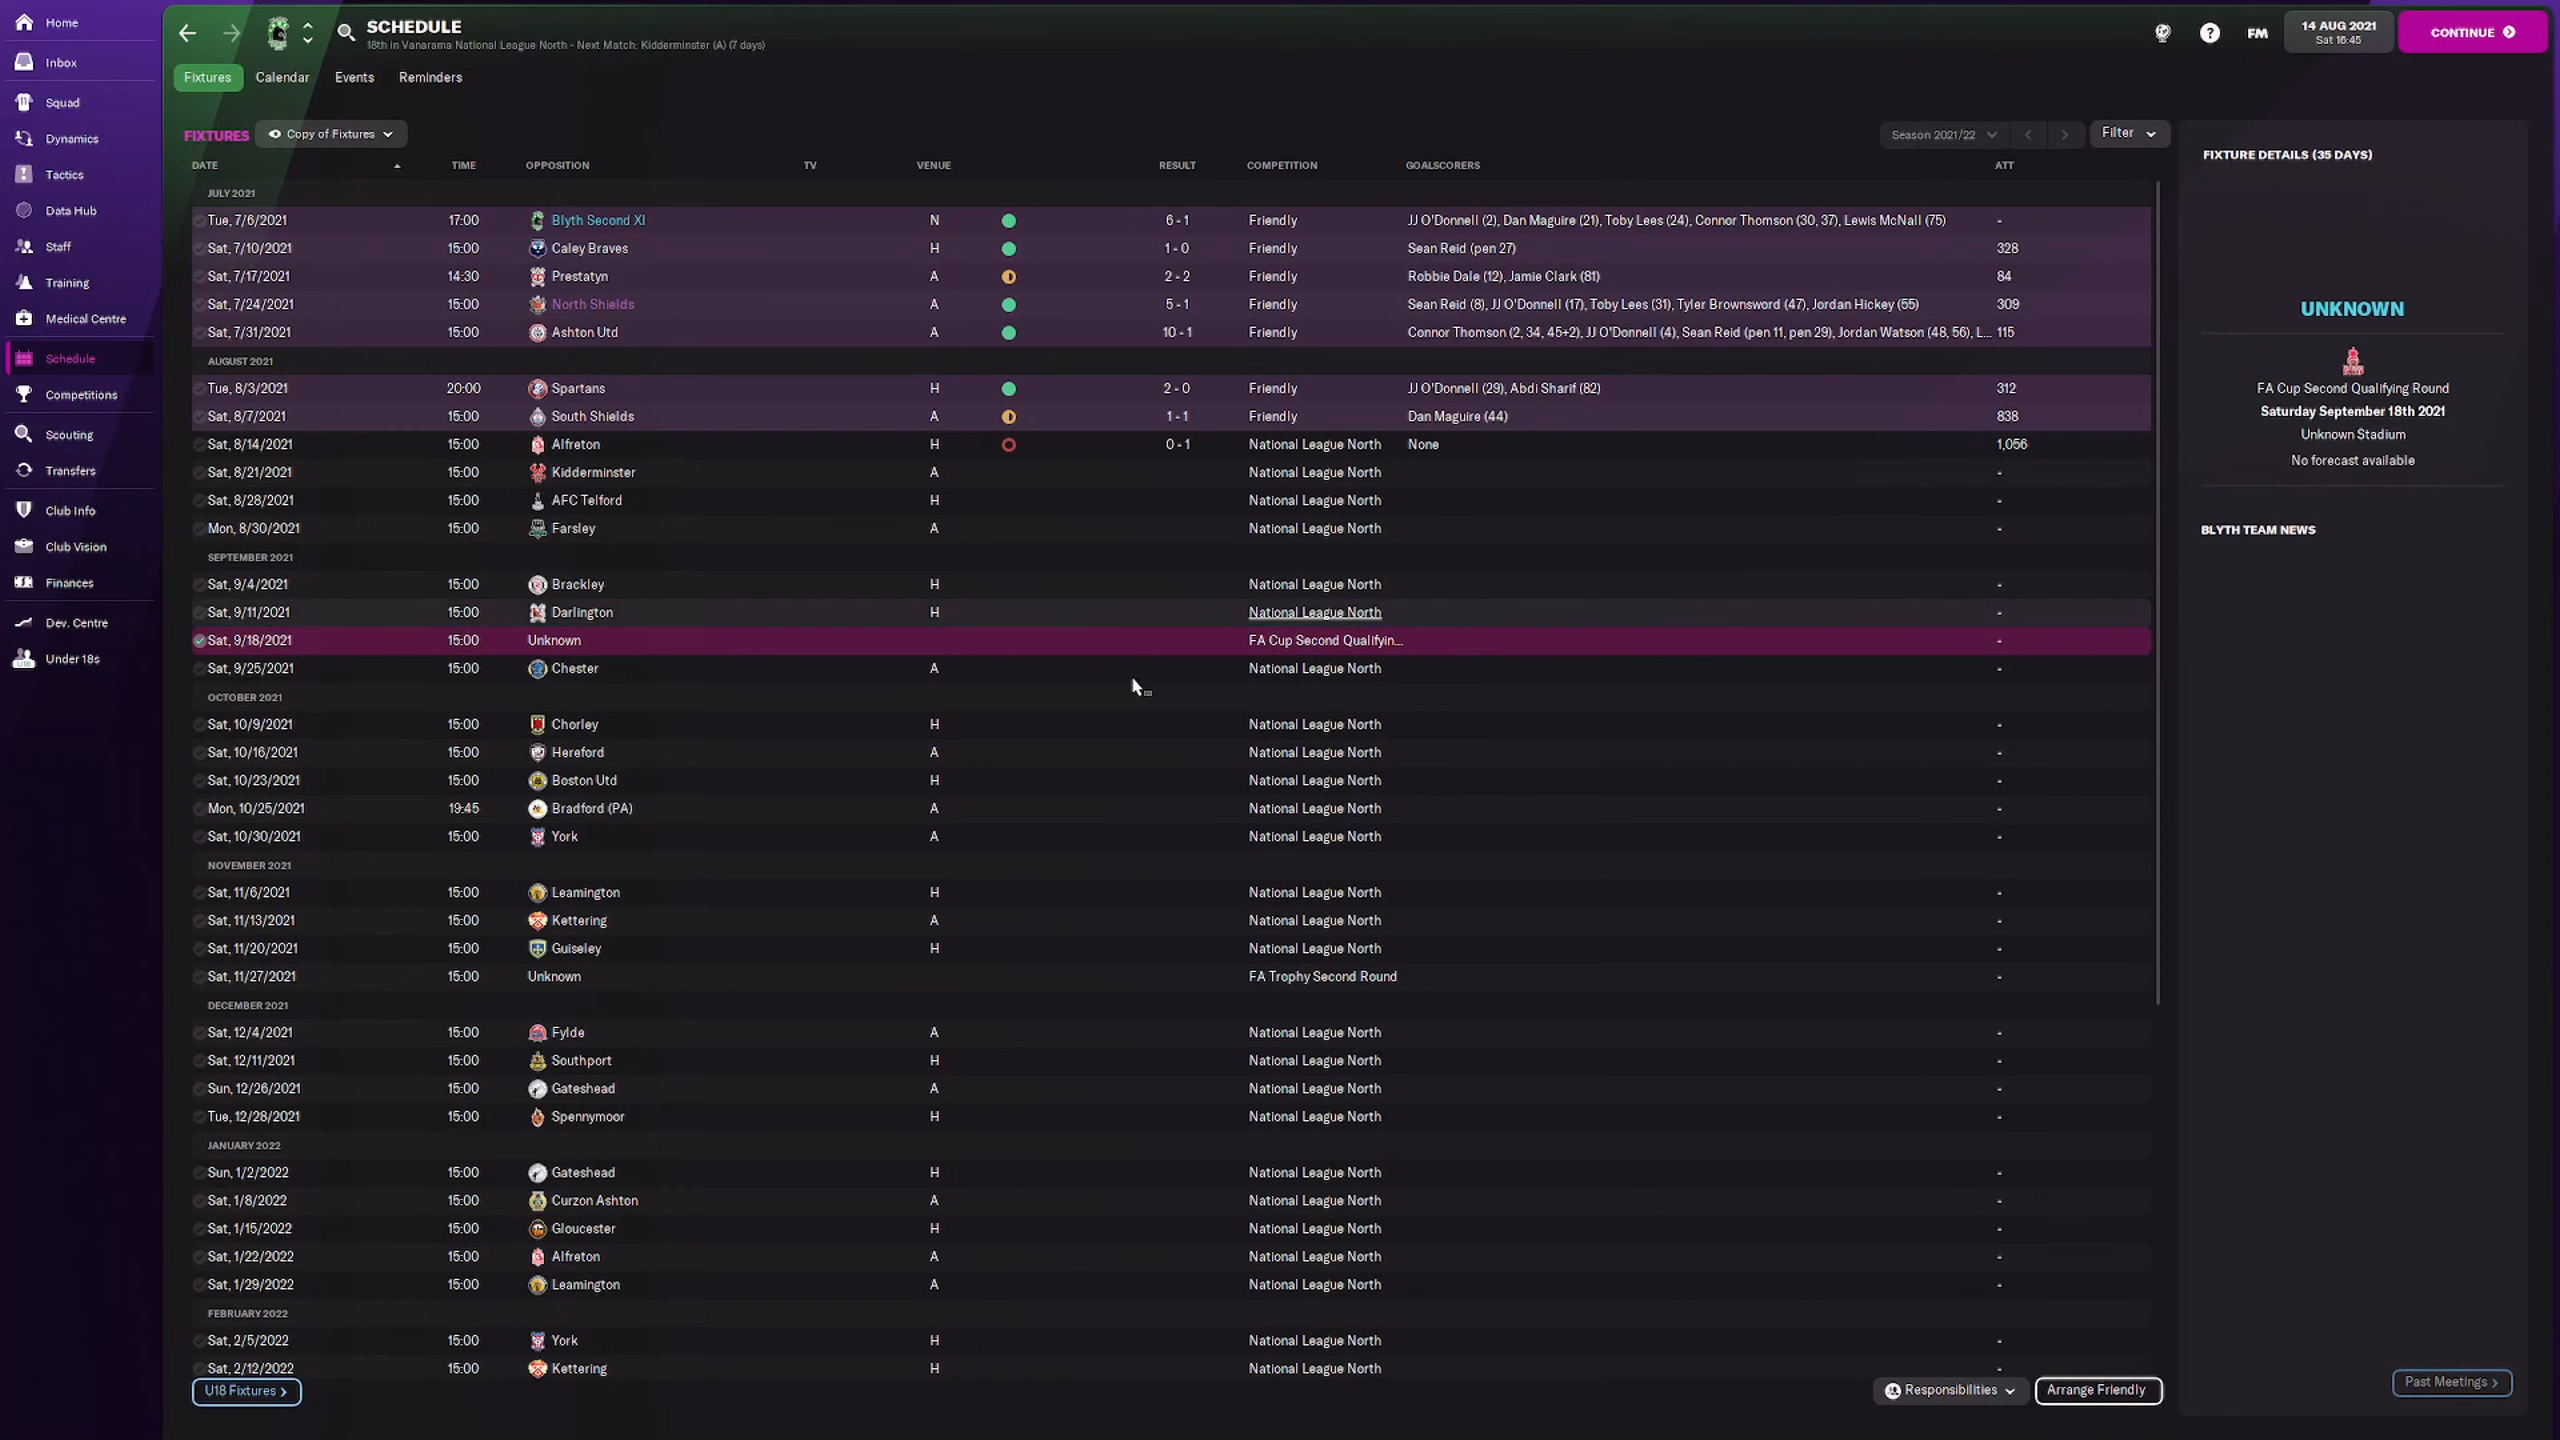 Home
Inbox
Squad
Dynamics
Tactics
Data Hub
Staff
Training
Medical Centre
Schedule
Competitions
Scouting
Transfers
Club Info
Club Vision
Finances
Dev. Centre
Under 18s
SCHEDULE
18th in Vanarama National League North - Next Match: Kidderminster (A) (7 days)
FM
14 AUG 2021
Sat 16:45
CONTINUE
Fixtures Calendar Events Reminders
FIXTURES Copy of Fixtures Season 2021/22 Filter
DATE TIME OPPOSITION TV VENUE RESULT COMPETITION GOALSCORERS ATT
JULY 2021
Tue, 7/6/2021 17:00 Blyth Second XI N 6 - 1 Friendly JJ O'Donnell (2), Dan Maguire (21), Toby Lees (24), Connor Thomson (30, 37), Lewis McNall (75) -
Sat, 7/10/2021 15:00 Caley Braves H 1 - 0 Friendly Sean Reid (pen 27) 328
Sat, 7/17/2021 14:30 Prestatyn A 2 - 2 Friendly Robbie Dale (12), Jamie Clark (81) 84
Sat, 7/24/2021 15:00 North Shields A 5 - 1 Friendly Sean Reid (8), JJ O'Donnell (17), Toby Lees (31), Tyler Brownsword (47), Jordan Hickey (55) 309
Sat, 7/31/2021 15:00 Ashton Utd A 10 - 1 Friendly Connor Thomson (2, 34, 45+2), JJ O'Donnell (4), Sean Reid (pen 11, pen 29), Jordan Watson (48, 56), L... 115
AUGUST 2021
Tue, 8/3/2021 20:00 Spartans H 2 - 0 Friendly JJ O'Donnell (29), Abdi Sharif (82) 312
Sat, 8/7/2021 15:00 South Shields A 1 - 1 Friendly Dan Maguire (44) 838
Sat, 8/14/2021 15:00 Alfreton H 0 - 1 National League North None 1,056
Sat, 8/21/2021 15:00 Kidderminster A National League North -
Sat, 8/28/2021 15:00 AFC Telford H National League North -
Mon, 8/30/2021 15:00 Farsley A National League North -
SEPTEMBER 2021
Sat, 9/4/2021 15:00 Brackley H National League North -
Sat, 9/11/2021 15:00 Darlington H National League North -
Sat, 9/18/2021 15:00 Unknown FA Cup Second Qualifyin... -
Sat, 9/25/2021 15:00 Chester A National League North -
OCTOBER 2021
Sat, 10/9/2021 15:00 Chorley H National League North -
Sat, 10/16/2021 15:00 Hereford A National League North -
Sat, 10/23/2021 15:00 Boston Utd H National League North -
Mon, 10/25/2021 19:45 Bradford (PA) A National League North -
Sat, 10/30/2021 15:00 York A National League North -
NOVEMBER 2021
Sat, 11/6/2021 15:00 Leamington H National League North -
Sat, 11/13/2021 15:00 Kettering A National League North -
Sat, 11/20/2021 15:00 Guiseley H National League North -
Sat, 11/27/2021 15:00 Unknown FA Trophy Second Round -
DECEMBER 2021
Sat, 12/4/2021 15:00 Fylde A National League North -
Sat, 12/11/2021 15:00 Southport H National League North -
Sun, 12/26/2021 15:00 Gateshead A National League North -
Tue, 12/28/2021 15:00 Spennymoor H National League North -
JANUARY 2022
Sun, 1/2/2022 15:00 Gateshead H National League North -
Sat, 1/8/2022 15:00 Curzon Ashton A National League North -
Sat, 1/15/2022 15:00 Gloucester H National League North -
Sat, 1/22/2022 15:00 Alfreton A National League North -
Sat, 1/29/2022 15:00 Leamington A National League North -
FEBRUARY 2022
Sat, 2/5/2022 15:00 York H National League North -
Sat, 2/12/2022 15:00 Kettering H National League North -
U18 Fixtures Responsibilities Arrange Friendly
FIXTURE DETAILS (35 DAYS)
UNKNOWN
FA Cup Second Qualifying Round
Saturday September 18th 2021
Unknown Stadium
No forecast available
BLYTH TEAM NEWS
Past Meetings